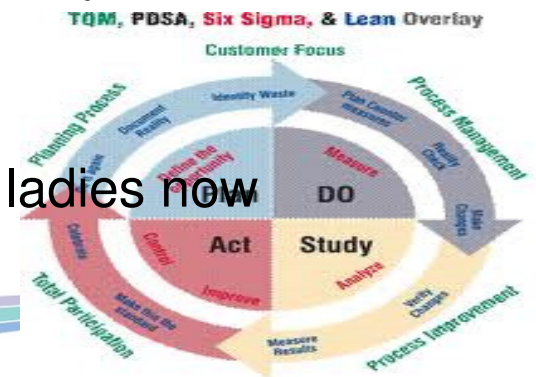 TQM, PDSA, Six Sigma, & Lean Overlay
Customer Focus
Planning Process
Process Management
Document Reality
Identify Waste
Plan Counter measures
Reality Check
Make Changes
Define the Opportunity
Measure
Plan
DO
ladies now
Act
Study
Control
Improve
Analyze
Celebrate
Make this the standard
Measure Results
Verify Changes
Total Participation
Process Improvement